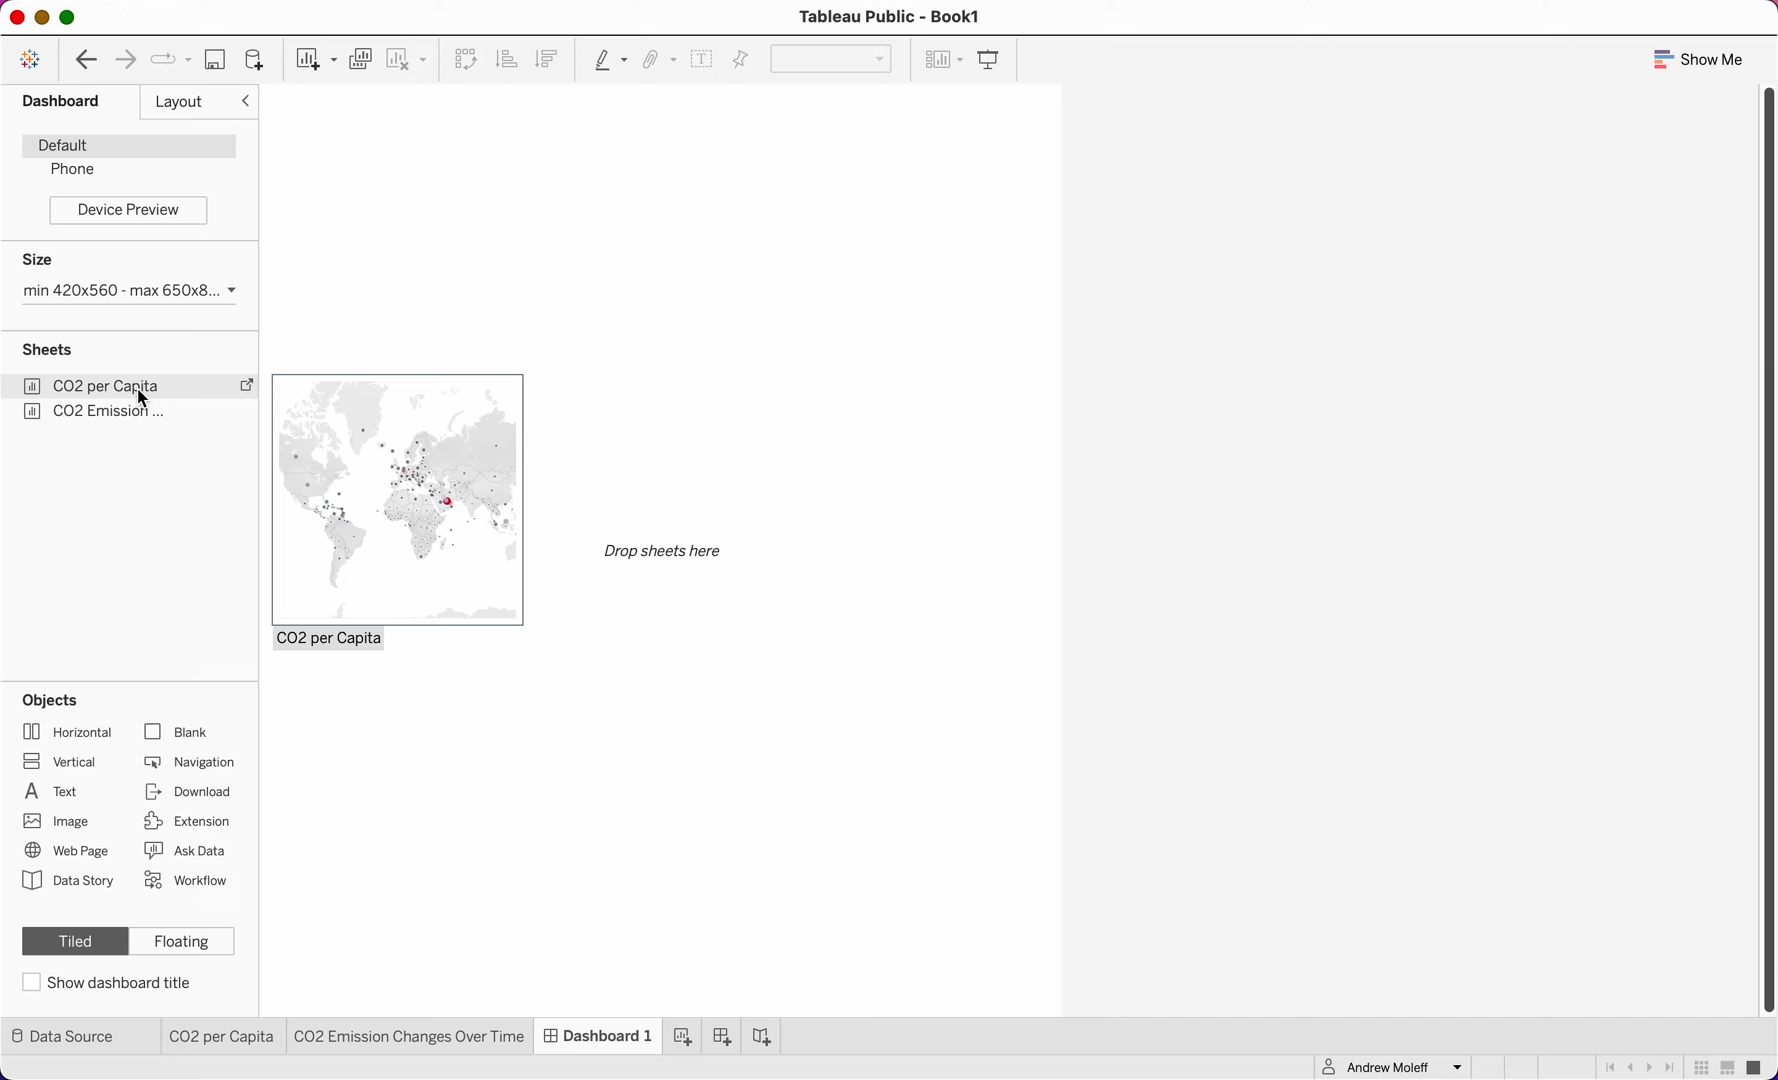 Tableau Public - Book1
Show Me
Dashboard
Layout
Default
Phone
Device Preview
Size
min 420x560 - max 650x8...
Sheets
CO2 per Capita
CO2 Emission ...
Drop sheets here
CO2 per Capita
Objects
Horizontal
Blank
Vertical
Navigation
Text
Download
Image
Extension
Web Page
Ask Data
Data Story
Workflow
Tiled
Floating
Show dashboard title
Data Source
CO2 per Capita
CO2 Emission Changes Over Time
Dashboard 1
Andrew Moleff